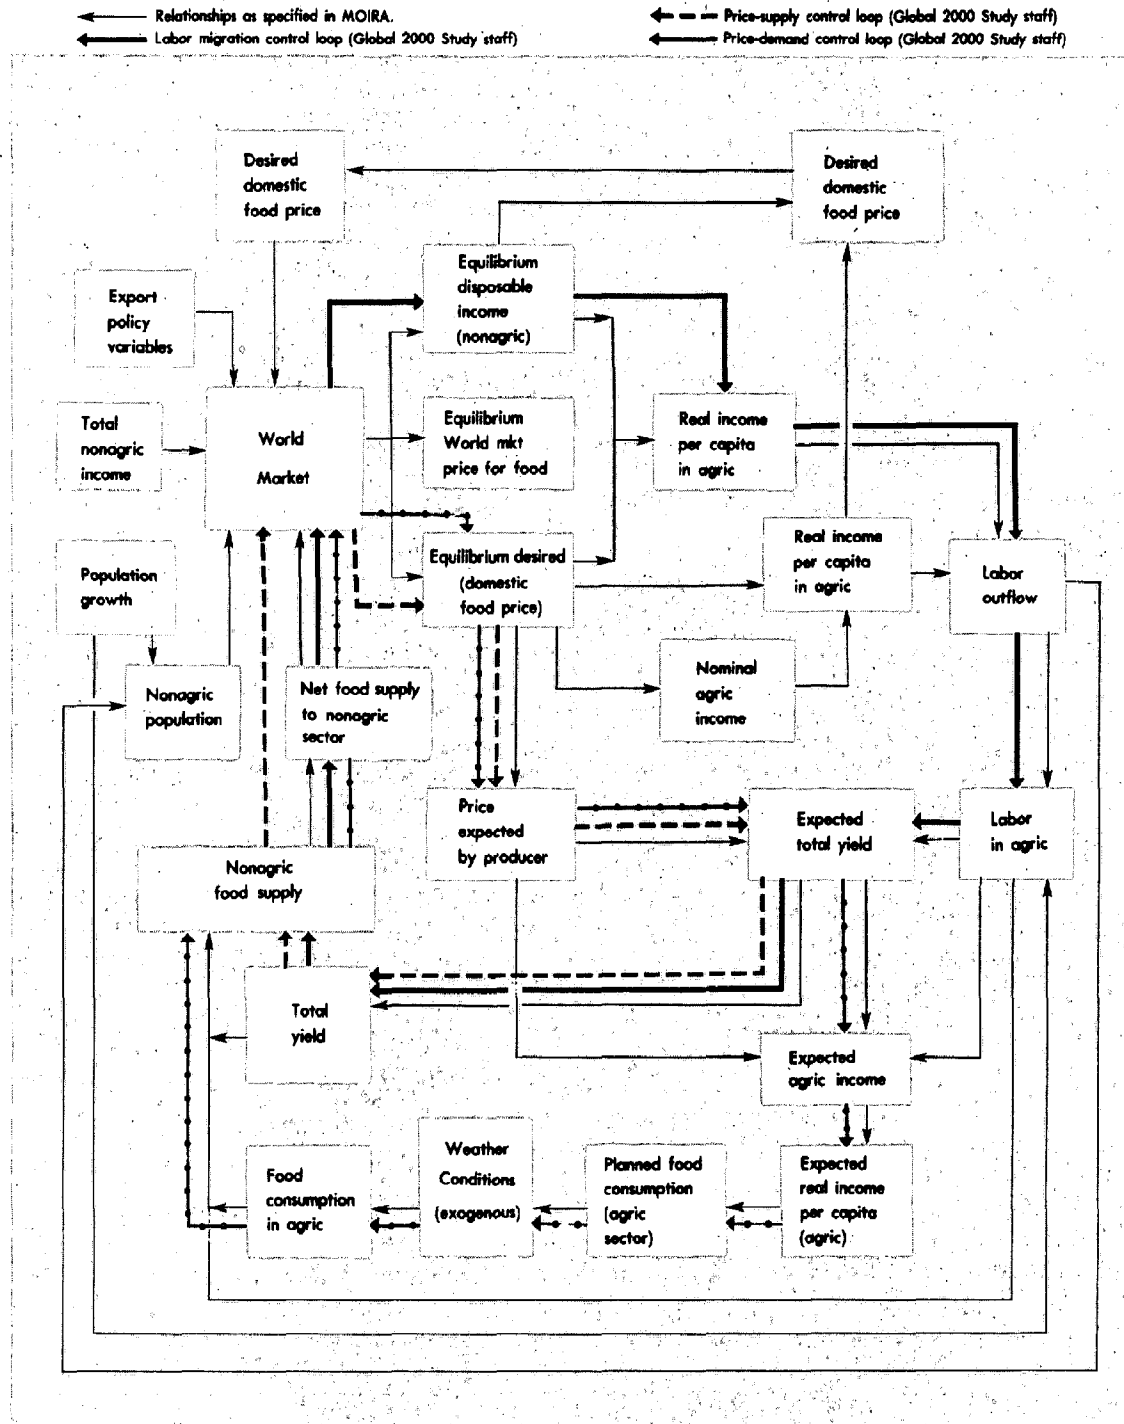 Relationships as specified in MOIRA.
Labor migration control loop (Global 2000 Study staff)
Price-supply control loop (Global 2000 Study staff)
Price-demand control loop (Global 2000 Study staff)
Desired
domestic
food price
Desired
domestic
food price
Export
policy
variables
Equilibrium
disposable
income
(nonagric)
Total
nonagric
income
World
Market
Equilibrium
World mkt
price for food
Real income
per capita
in agric
Population
growth
Equilibrium desired
(domestic
food price)
Real income
per capita
in agric
Labor
outflow
Nonagric
population
Net food supply
to nonagric
sector
Nominal
agric
income
Price
expected
by producer
Expected
total yield
Labor
in agric
Nonagric
food supply
Total
yield
Expected
agric income
Food
consumption
in agric
Weather
Conditions
(exogenous)
Planned food
consumption
(agric
sector)
Expected
real income
per capita
(agric)